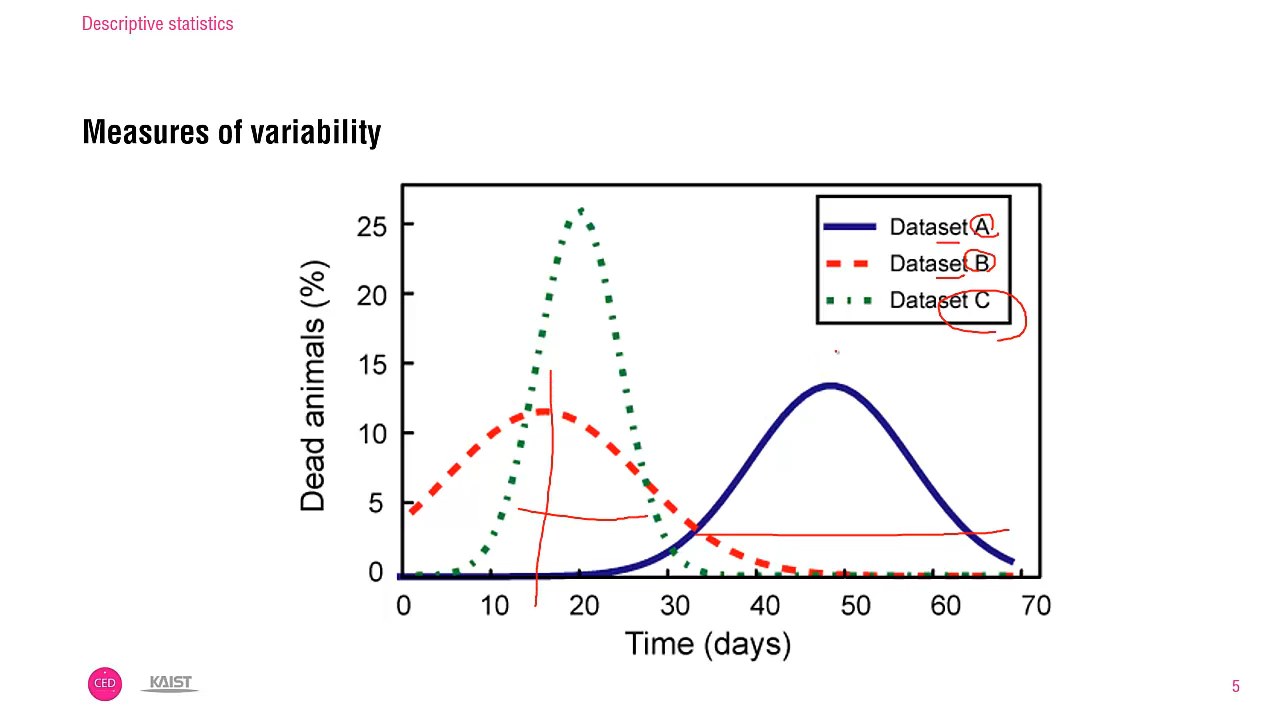 Descriptive statistics
Measures of variability
Dead animals (%)
25
20
15
10
5
0
Dataset A
Dataset B
Dataset C
0 10 20 30 40 50 60 70
Time (days)
CED KAIST
5